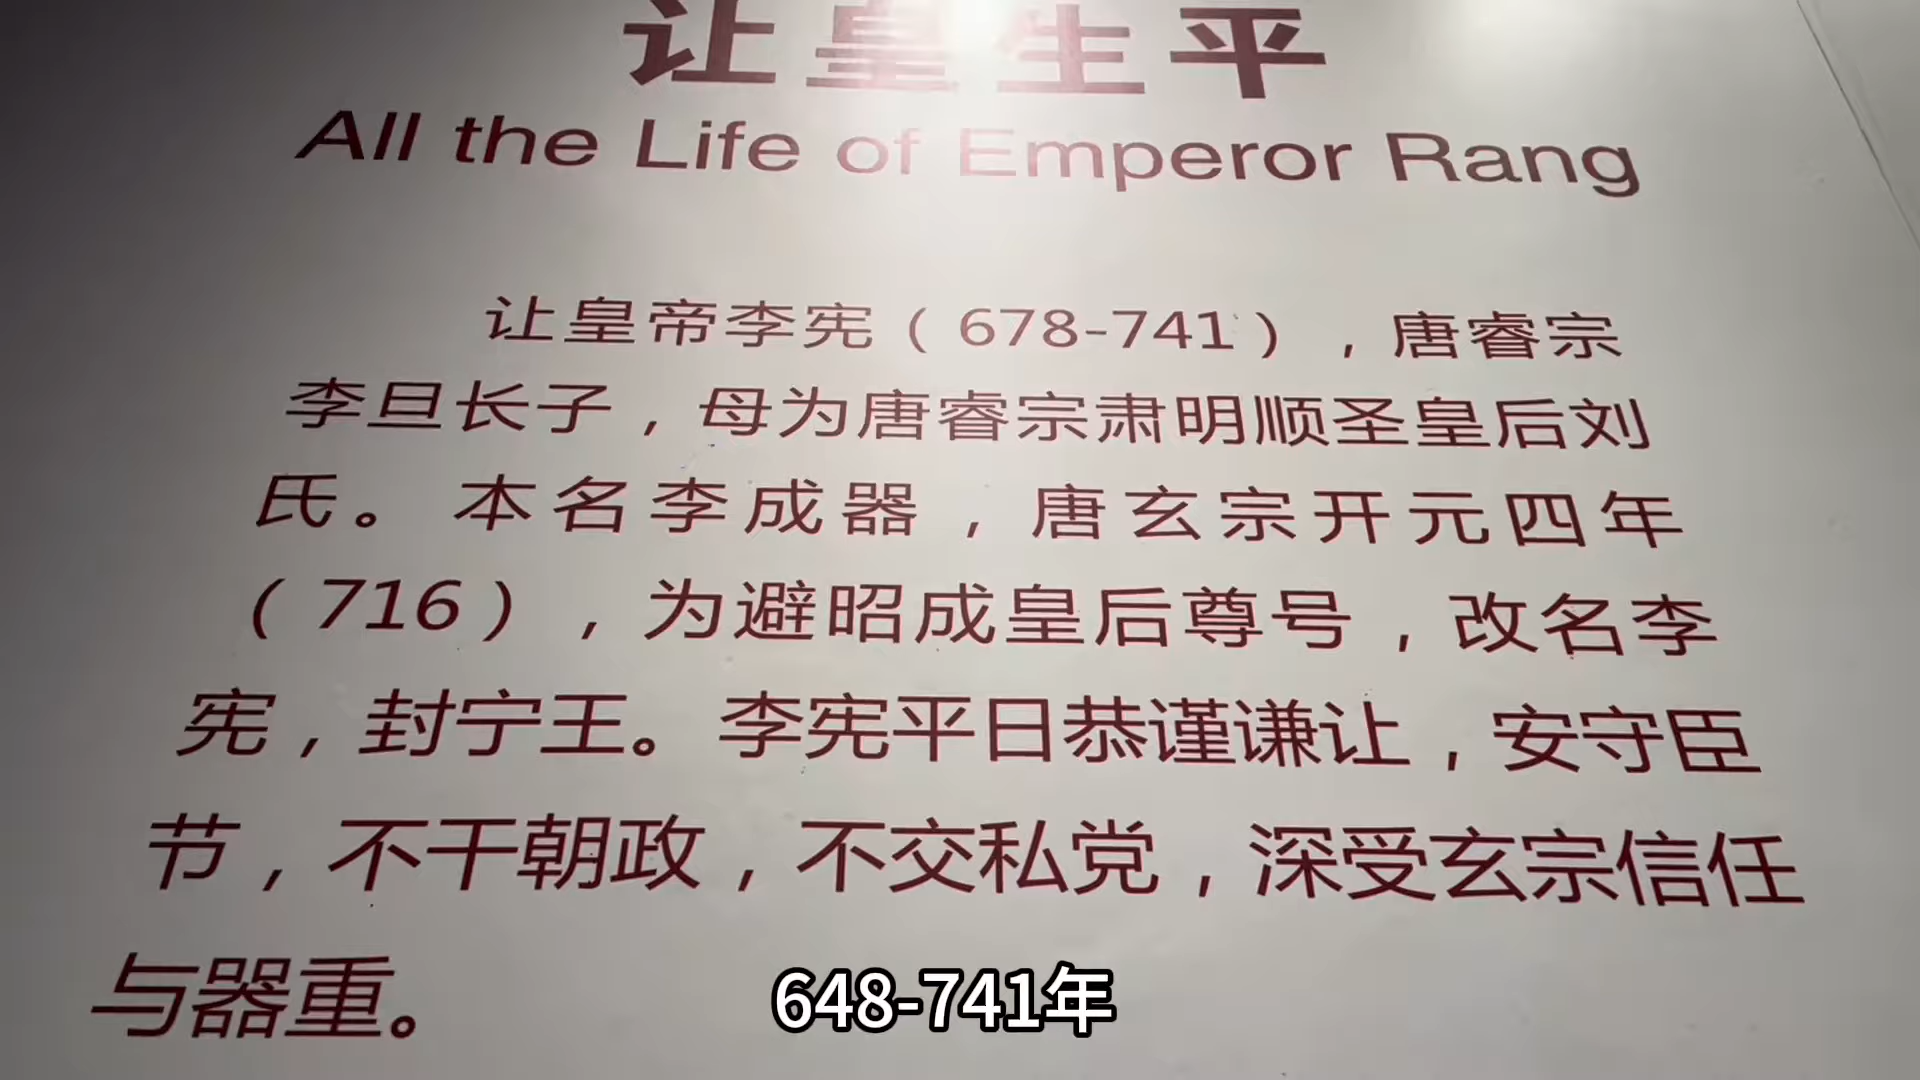 让皇生平
All the Life of Emperor Rang
让皇帝李宪（678-741），唐睿宗
李旦长子，母为唐睿宗肃明顺圣皇后刘
氏。本名李成器，唐玄宗开元四年
（716），为避昭成皇后尊号，改名李
宪，封宁王。李宪平日恭谨谦让，安守臣
节，不干朝政，不交私党，深受玄宗信任
与器重。
648-741年